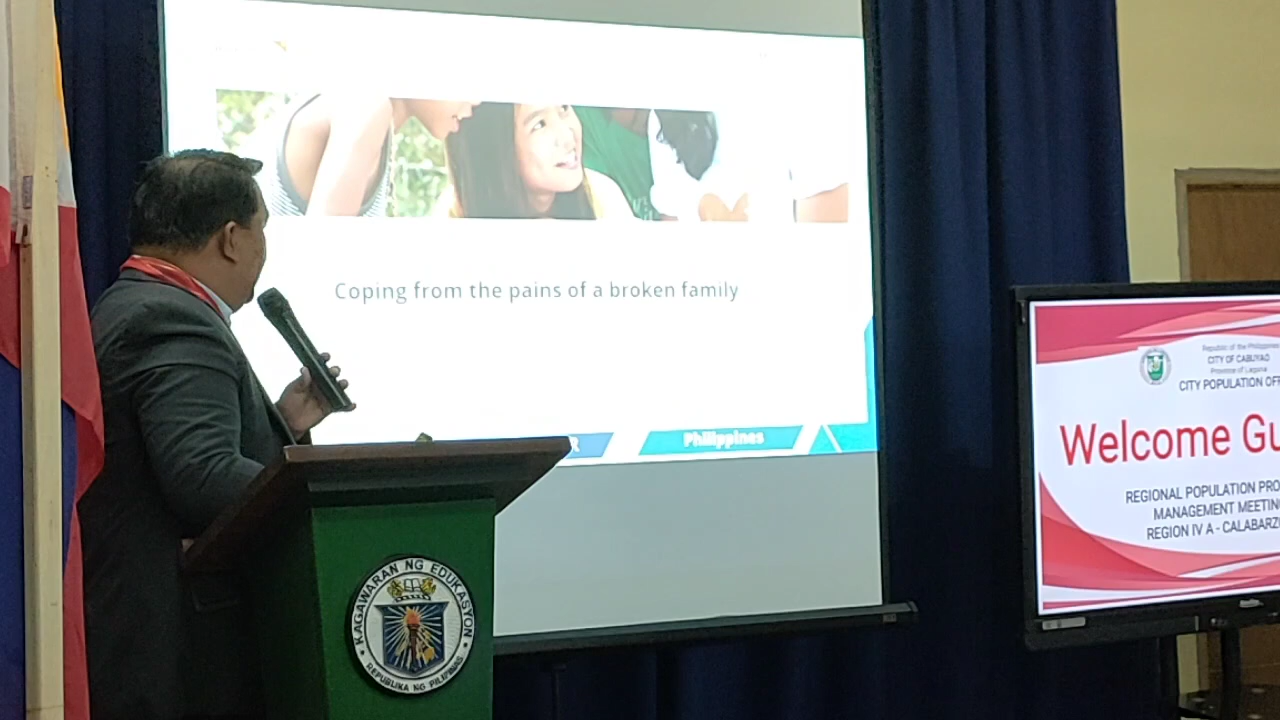 Coping from the pains of a broken family
Philippines
KAGAWARAN NG EDUKASYON
REPUBLIKA NG PILIPINAS
Republic of the Philippines
CITY OF CABUYAO
Province of Laguna
CITY POPULATION OFF
Welcome Gu
REGIONAL POPULATION PRO
MANAGEMENT MEETIN
REGION IV A - CALABARZ